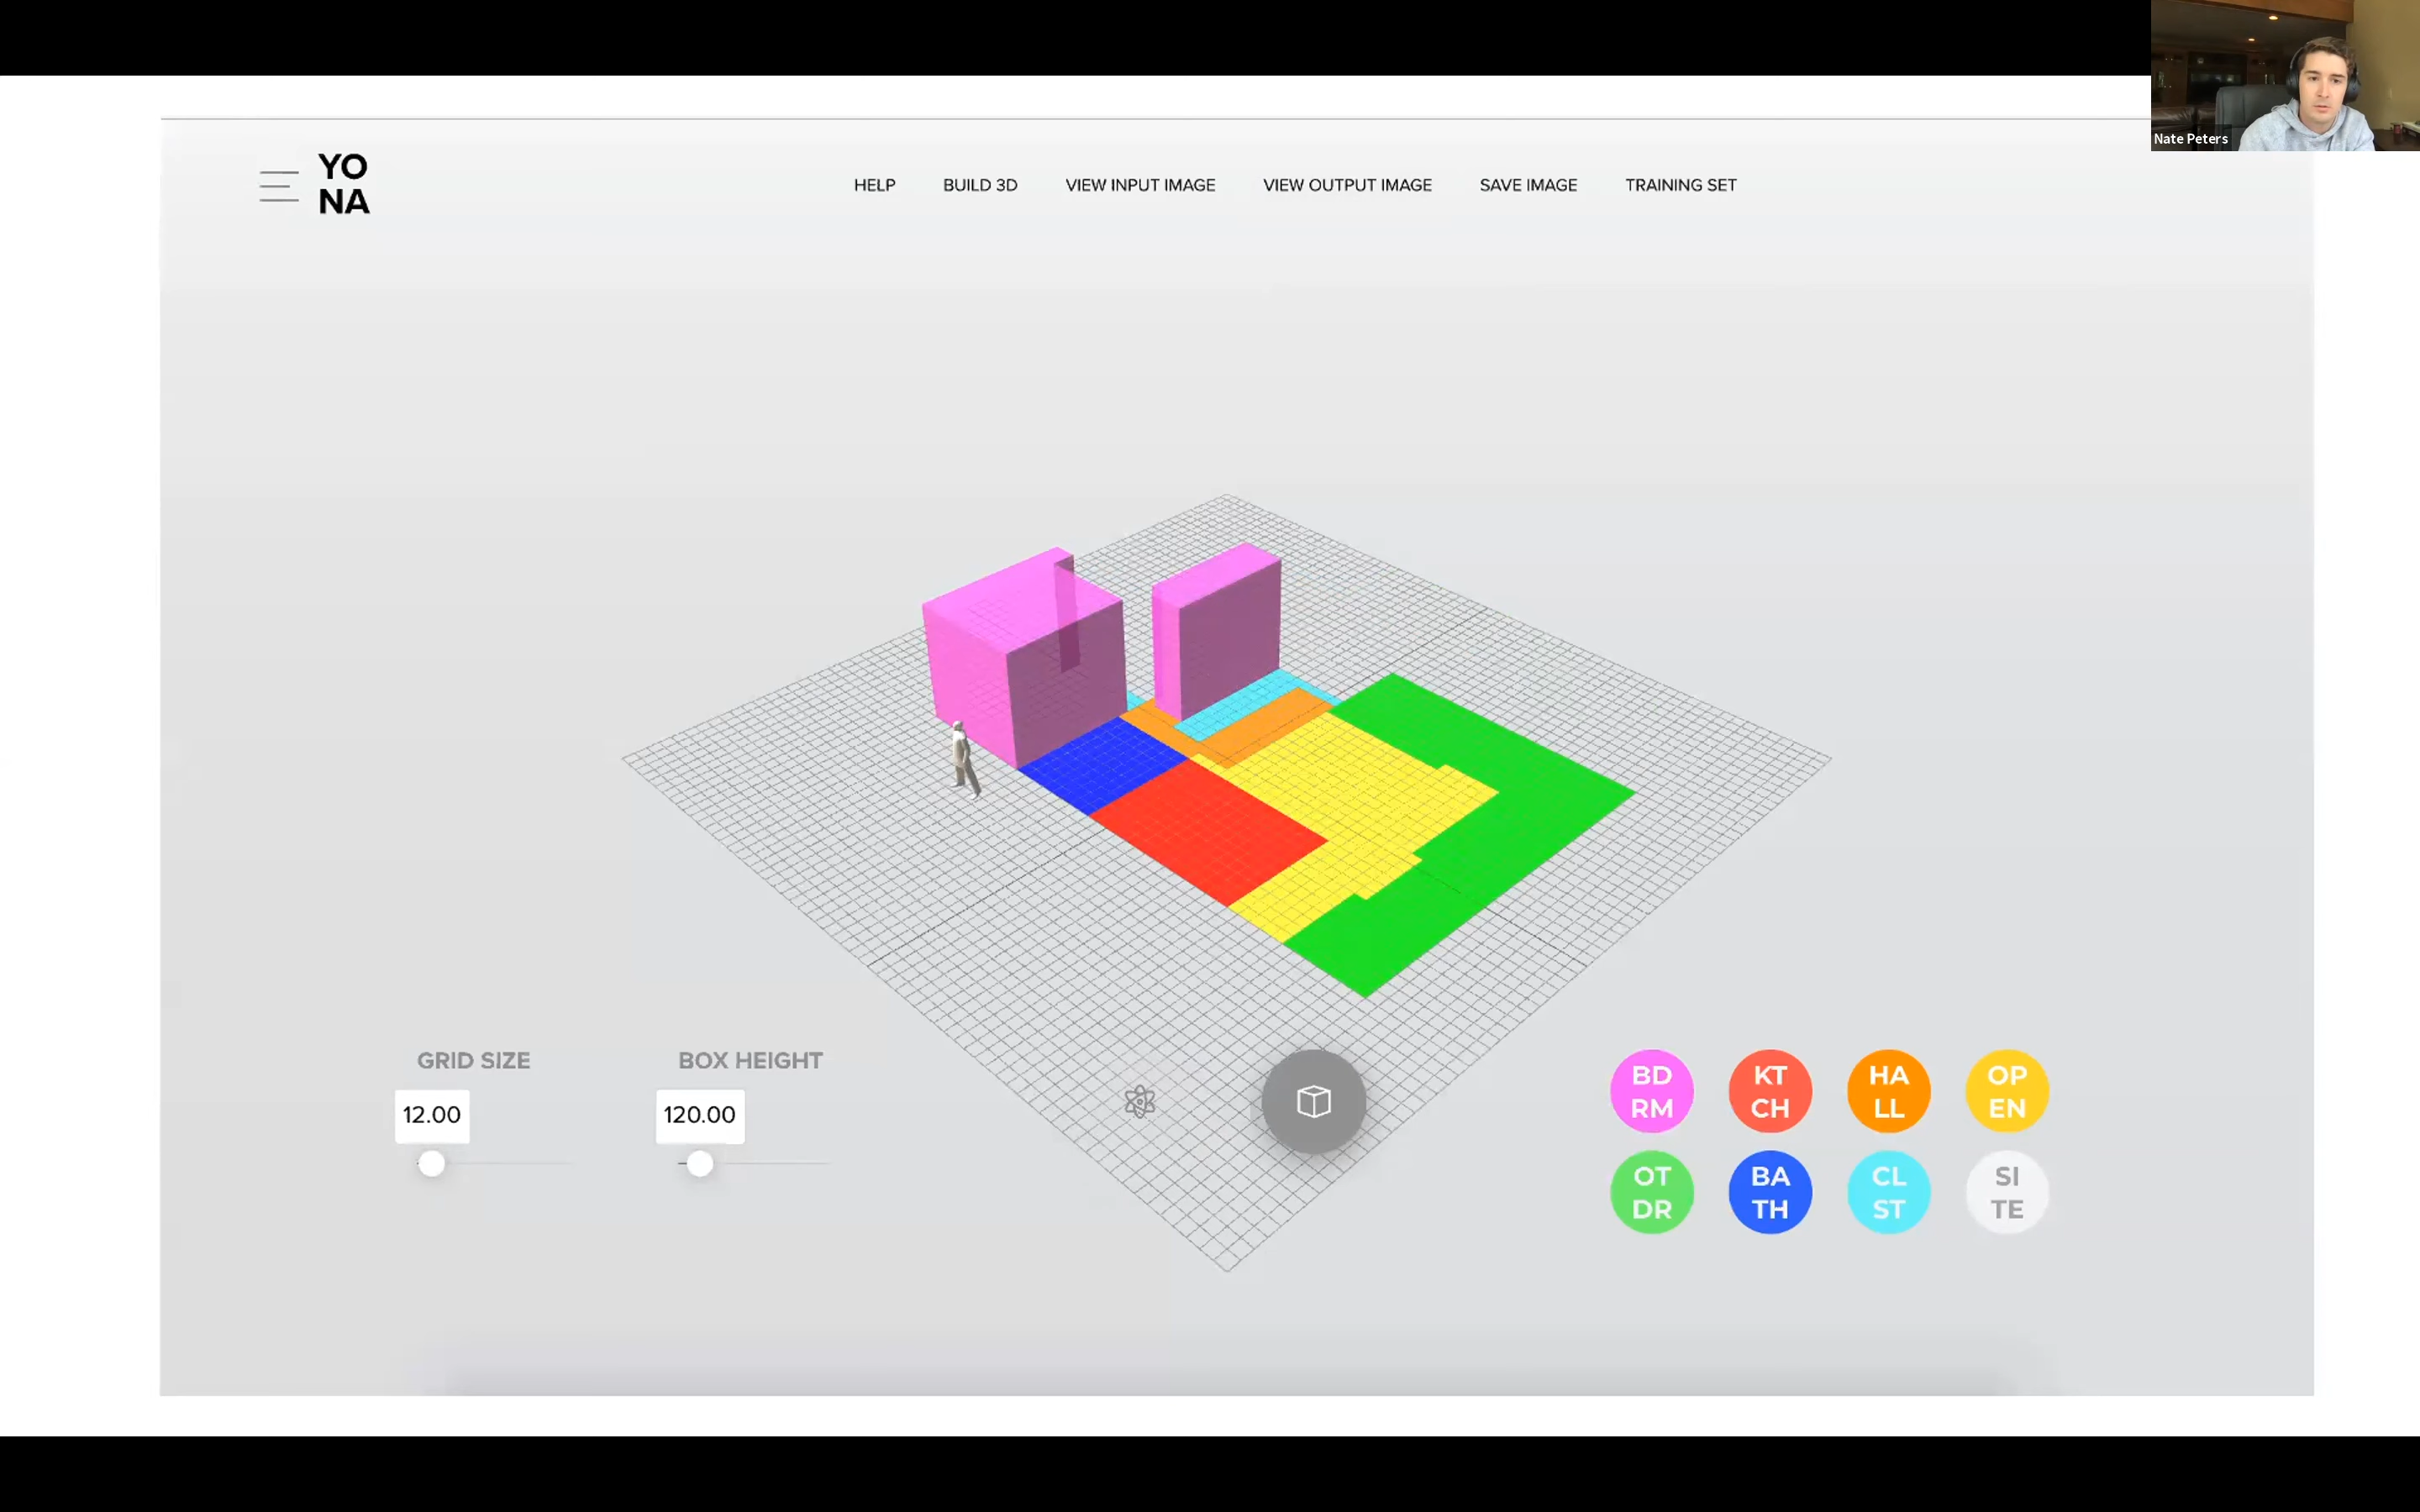 Nate Peters
YO
NA
HELP BUILD 3D VIEW INPUT IMAGE VIEW OUTPUT IMAGE SAVE IMAGE TRAINING SET
GRID SIZE BOX HEIGHT
12.00 120.00
BD
RM
KT
CH
HA
LL
OP
EN
OT
DR
BA
TH
CL
ST
SI
TE